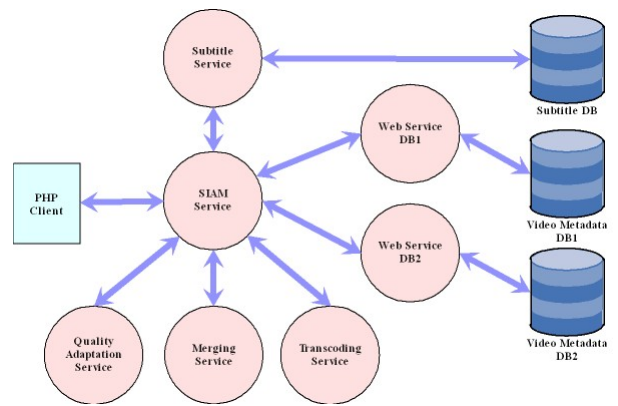 Subtitle
Service
Subtitle DB
Web Service
DB1
PHP
Client
SIAM
Service
Video Metadata
DB1
Web Service
DB2
Quality
Adaptation
Service
Merging
Service
Transcoding
Service
Video Metadata
DB2